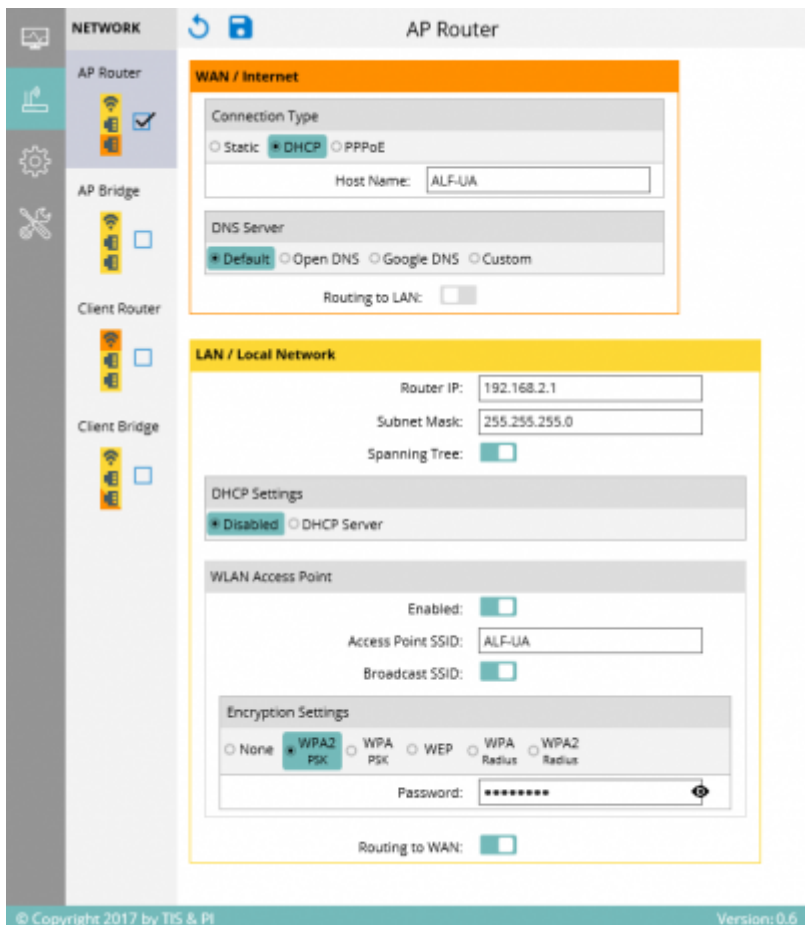 NETWORK
AP Router
AP Router
AP Bridge
Client Router
Client Bridge
WAN / Internet
Connection Type
Static DHCP PPPoE
Host Name: ALF-UA
DNS Server
Default Open DNS Google DNS Custom
Routing to LAN:
LAN / Local Network
Router IP: 192.168.2.1
Subnet Mask: 255.255.255.0
Spanning Tree:
DHCP Settings
Disabled DHCP Server
WLAN Access Point
Enabled:
Access Point SSID: ALF-UA
Broadcast SSID:
Encryption Settings
None WPA2 PSK WPA PSK WEP WPA Radius WPA2 Radius
Password: ••••••••
Routing to WAN:
© Copyright 2017 by TIS & PI Version: 0.6